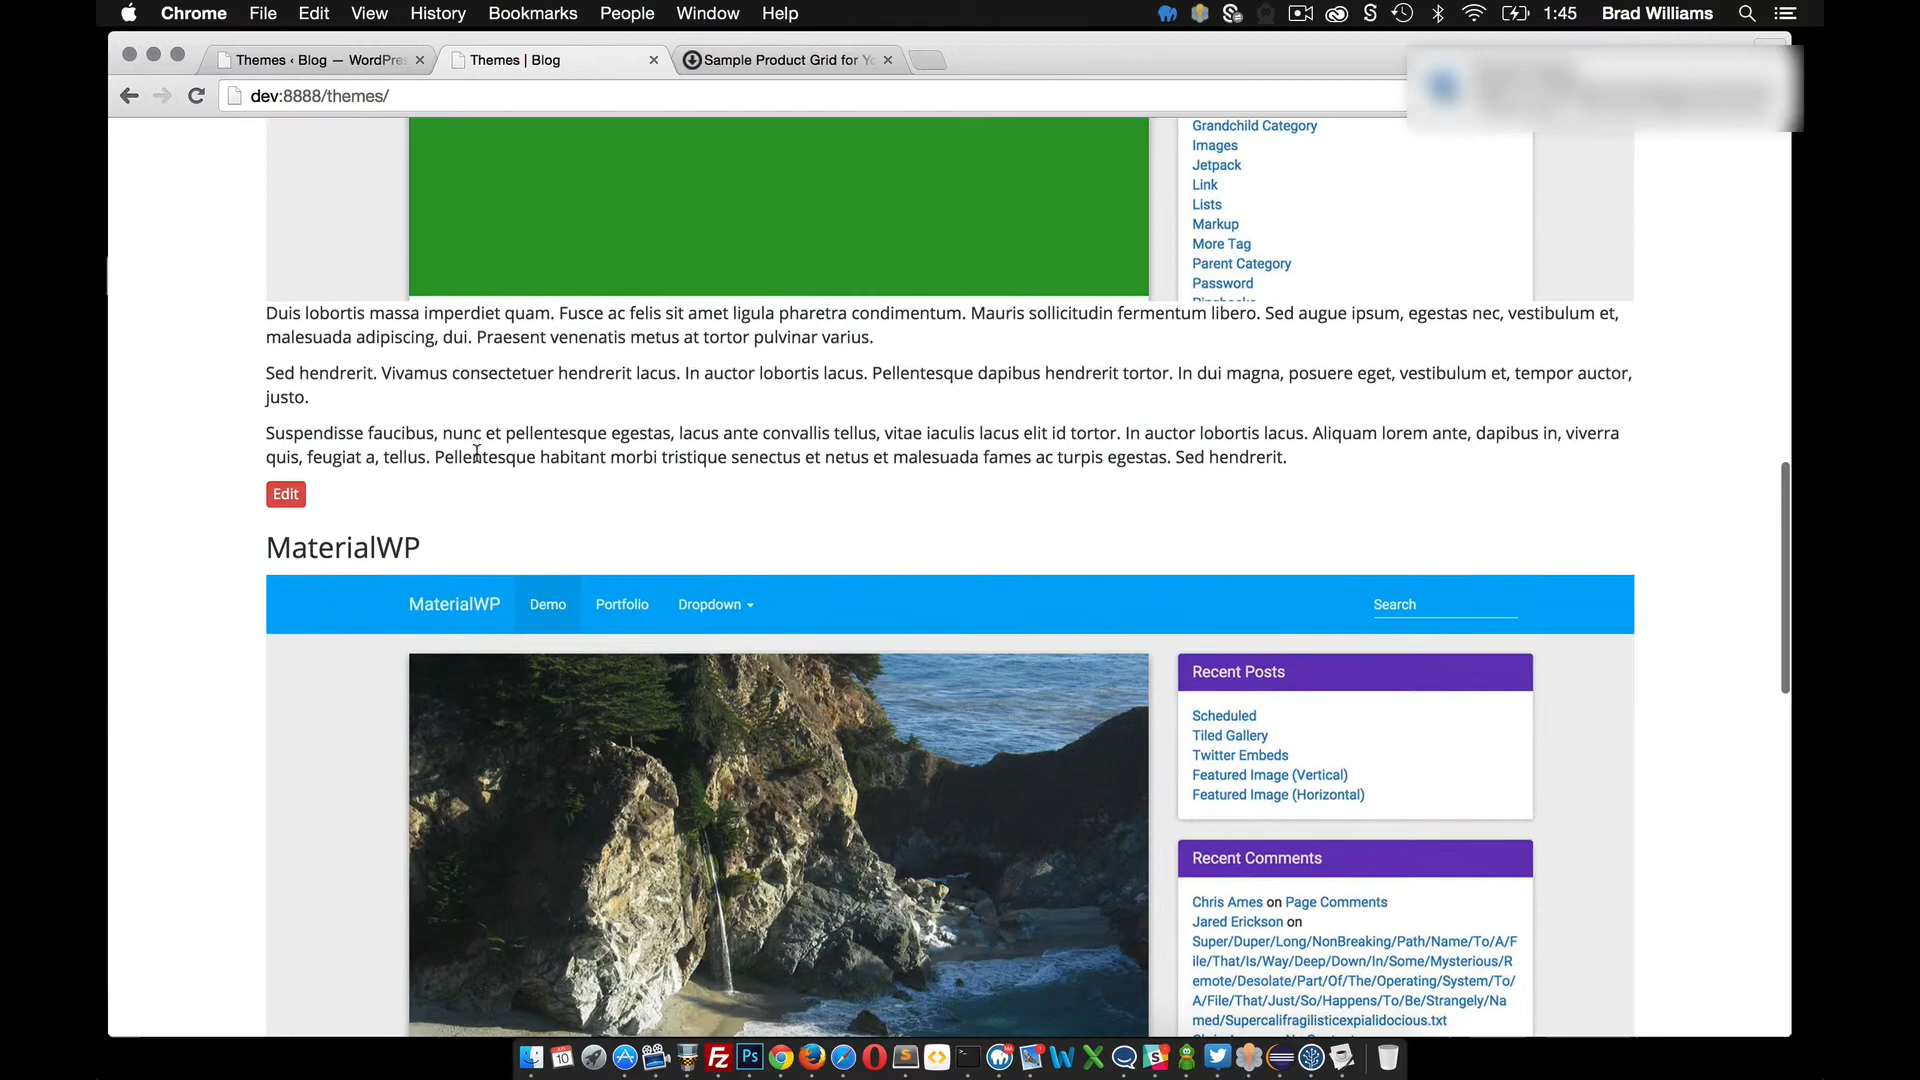 Chrome File Edit View History Bookmarks People Window Help 1:45 Brad Williams
Themes ‹ Blog — WordPre
Themes | Blog
Sample Product Grid for Yo
dev:8888/themes/
Grandchild Category
Images
Jetpack
Link
Lists
Markup
More Tag
Parent Category
Password
Duis lobortis massa imperdiet quam. Fusce ac felis sit amet ligula pharetra condimentum. Mauris sollicitudin fermentum libero. Sed augue ipsum, egestas nec, vestibulum et,
malesuada adipiscing, dui. Praesent venenatis metus at tortor pulvinar varius.
Sed hendrerit. Vivamus consectetuer hendrerit lacus. In auctor lobortis lacus. Pellentesque dapibus hendrerit tortor. In dui magna, posuere eget, vestibulum et, tempor auctor,
justo.
Suspendisse faucibus, nunc et pellentesque egestas, lacus ante convallis tellus, vitae iaculis lacus elit id tortor. In auctor lobortis lacus. Aliquam lorem ante, dapibus in, viverra
quis, feugiat a, tellus. Pellentesque habitant morbi tristique senectus et netus et malesuada fames ac turpis egestas. Sed hendrerit.
Edit
MaterialWP
MaterialWP Demo Portfolio Dropdown Search
Recent Posts
Scheduled
Tiled Gallery
Twitter Embeds
Featured Image (Vertical)
Featured Image (Horizontal)
Recent Comments
Chris Ames on Page Comments
Jared Erickson on
Super/Duper/Long/NonBreaking/Path/Name/To/A/F
ile/That/Is/Way/Deep/Down/In/Some/Mysterious/R
emote/Desolate/Part/Of/The/Operating/System/To/
A/File/That/Just/So/Happens/To/Be/Strangely/Na
med/Supercalifragilisticexpialidocious.txt